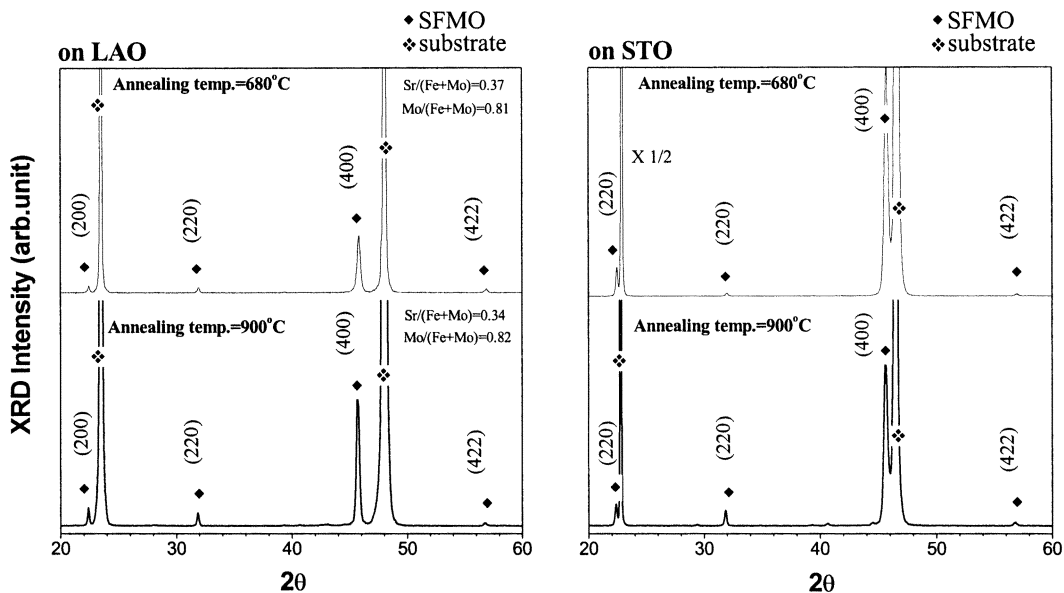 ◆ SFMO
❖ substrate
on LAO
Annealing temp.=680°C
Sr/(Fe+Mo)=0.37
Mo/(Fe+Mo)=0.81
(200)
(220)
(400)
(422)
Annealing temp.=900°C
Sr/(Fe+Mo)=0.34
Mo/(Fe+Mo)=0.82
(200)
(220)
(400)
(422)
XRD Intensity (arb.unit)
20 30 40 50 60
2θ
◆ SFMO
❖ substrate
on STO
Annealing temp.=680°C
X 1/2
(220)
(220)
(400)
(422)
Annealing temp.=900°C
(220)
(220)
(400)
(422)
20 30 40 50 60
2θ